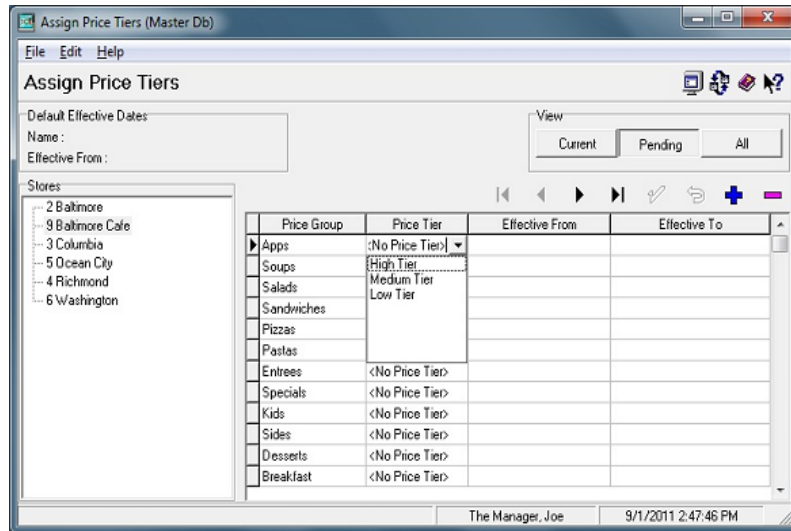 Assign Price Tiers (Master Db)
File Edit Help
Assign Price Tiers
Default Effective Dates
Name :
Effective From :
View
Current Pending All
Stores
2 Baltimore
9 Baltimore Cafe
3 Columbia
5 Ocean City
4 Richmond
6 Washington
Price Group Price Tier Effective From Effective To
Apps <No Price Tier>
High Tier
Medium Tier
Low Tier
Soups
Salads
Sandwiches
Pizzas
Pastas
Entrees <No Price Tier>
Specials <No Price Tier>
Kids <No Price Tier>
Sides <No Price Tier>
Desserts <No Price Tier>
Breakfast <No Price Tier>
The Manager, Joe 9/1/2011 2:47:46 PM